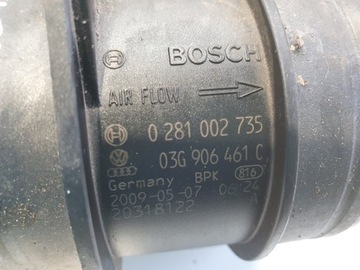 BOSCH
AIR FLOW
0 281 002 735
03G 906 461 C
Germany BPK 816
2009-05-07 06:24
20318122 A